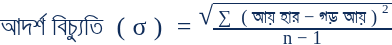 আদর্শ বিচ্যুতি ( σ ) = √ ∑ ( আয় হার − গড় আয় ) ²
n − 1